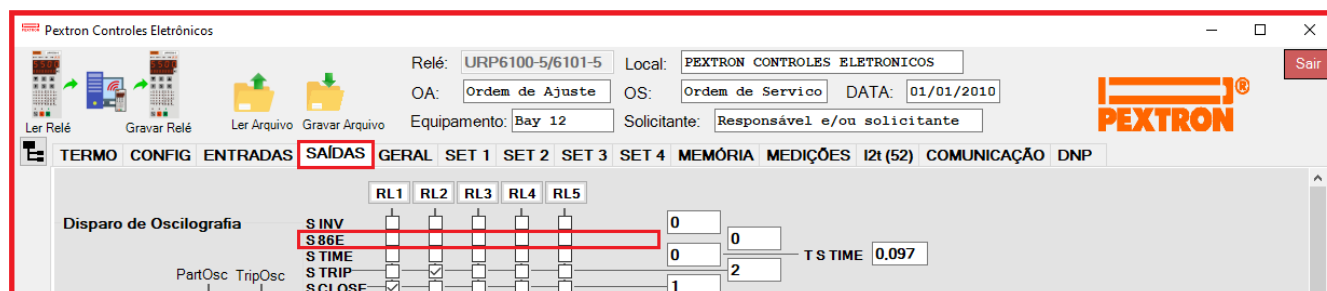 Pextron Controles Eletrônicos
Relé: URP6100-5/6101-5 Local: PEXTRON CONTROLES ELETRONICOS
Sair
OA: Ordem de Ajuste OS: Ordem de Servico DATA: 01/01/2010
Ler Relé Gravar Relé Ler Arquivo Gravar Arquivo Equipamento: Bay 12 Solicitante: Responsável e/ou solicitante
PEXTRON®
TERMO CONFIG ENTRADAS SAÍDAS GERAL SET 1 SET 2 SET 3 SET 4 MEMÓRIA MEDIÇÕES I2t (52) COMUNICAÇÃO DNP
RL1 RL2 RL3 RL4 RL5
Disparo de Oscilografia S INV 0
S 86E 0
S TIME 0 T S TIME 0.097
PartOsc TripOsc S TRIP 2
S CLOSE 1